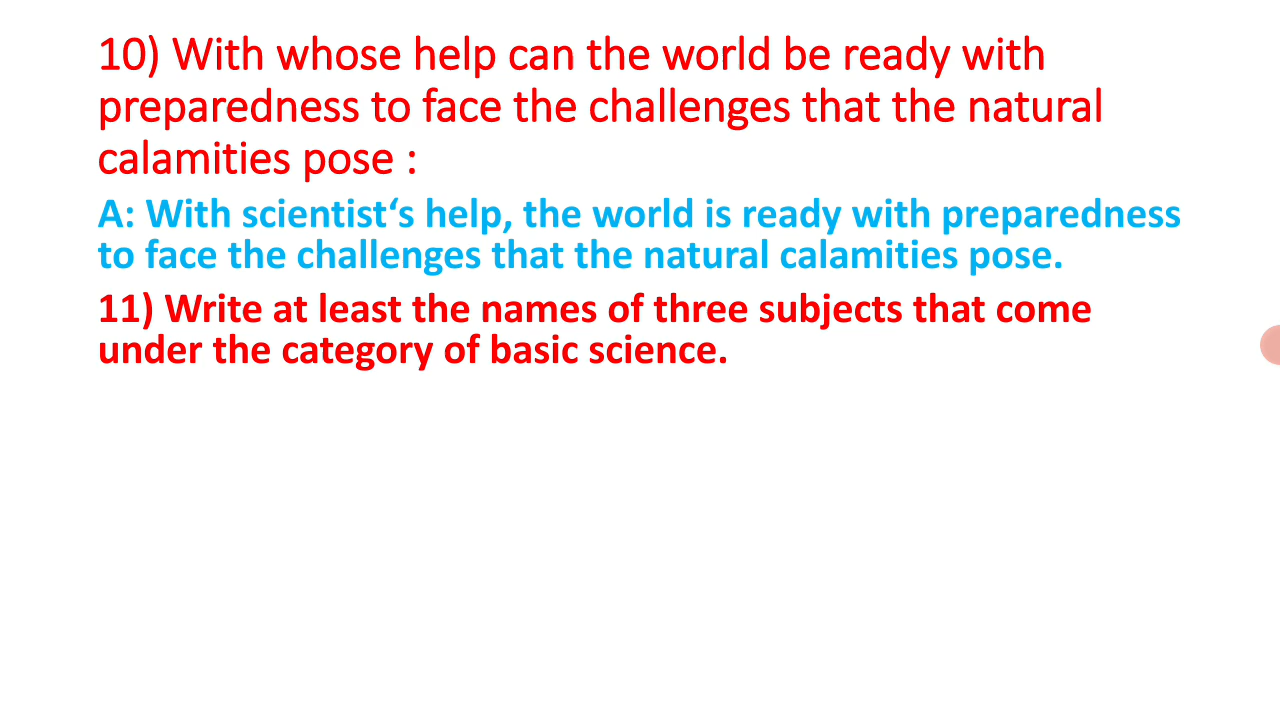 10) With whose help can the world be ready with
preparedness to face the challenges that the natural
calamities pose :
A: With scientist‘s help, the world is ready with preparedness
to face the challenges that the natural calamities pose.
11) Write at least the names of three subjects that come
under the category of basic science.